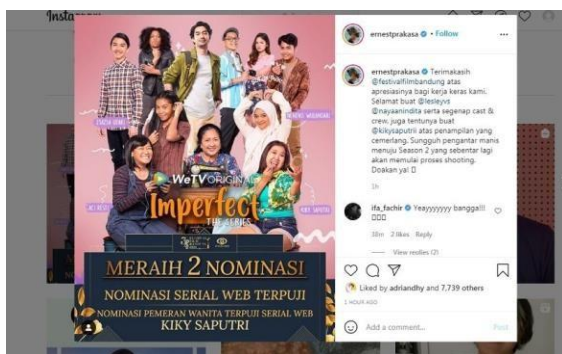 Insta
ernestprakasa • Follow
ernestprakasa Terimakasih
@festivalfilmbandung atas
apresiasinya bagi kerja keras kami.
Selamat buat @lesleyvs
@nayaanindita serta segenap cast &
crew, juga tentunya buat
@kikysaputrii atas penampilan yang
cemerlang. Sungguh pengantar manis
menuju Season 2 yang sebentar lagi
akan memulai proses shooting.
Doakan ya!
1h
ifa_fachir Yeayyyyyyy bangga!!!
38m 2 likes Reply
View replies (2)
Liked by adriandhy and 7,739 others
1 HOUR AGO
Add a comment...
Post
KIKY SAPUTRI
WeTV ORIGINAL
Imperfect
THE SERIES
MERAIH 2 NOMINASI
NOMINASI SERIAL WEB TERPUJI
NOMINASI PEMERAN WANITA TERPUJI SERIAL WEB
KIKY SAPUTRI